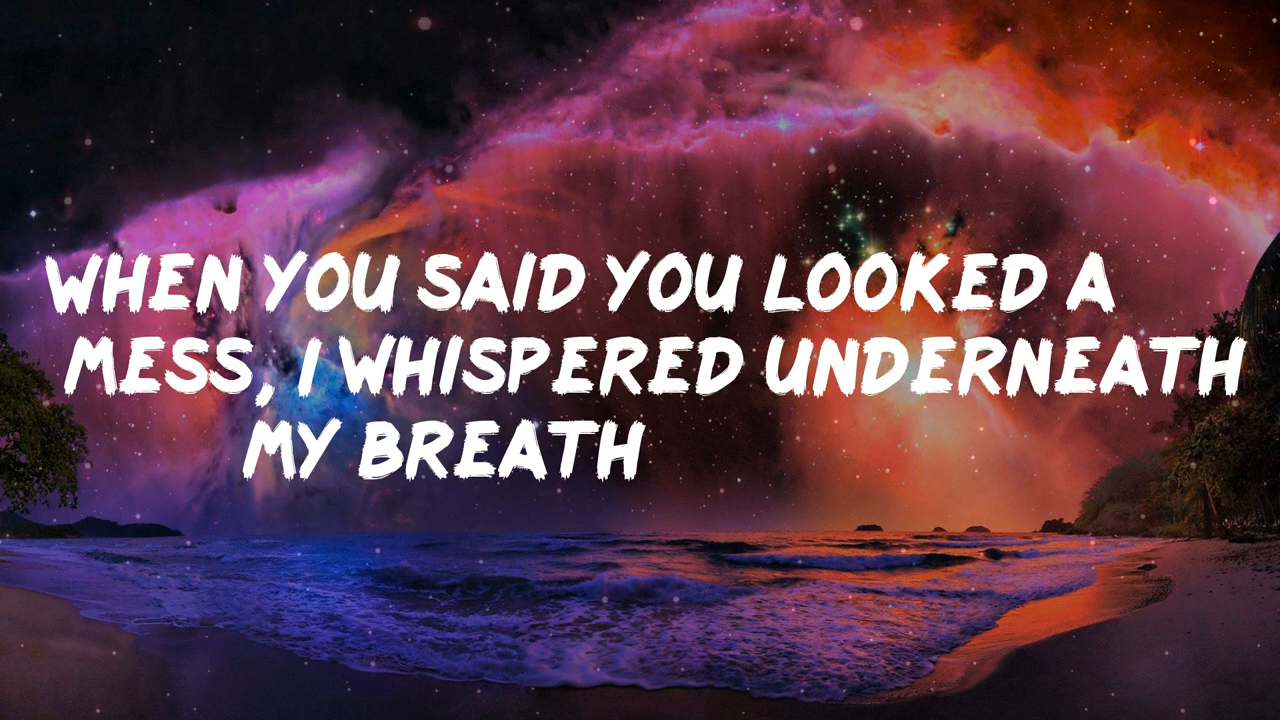 WHEN YOU SAID YOU LOOKED A
MESS, I WHISPERED UNDERNEATH
MY BREATH